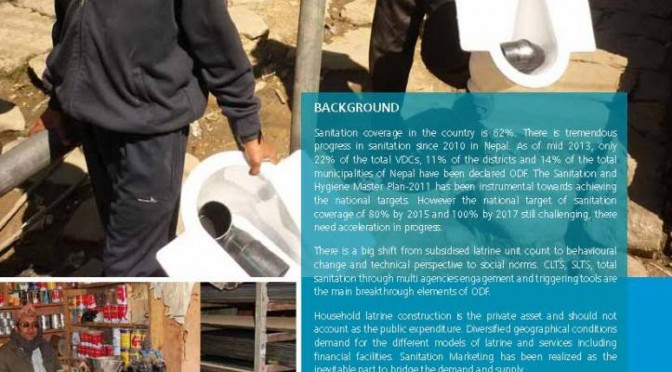 BACKGROUND
Sanitation coverage in the country is 62%. There is tremendous
progress in sanitation since 2010 in Nepal. As of mid 2013, only
22% of the total VDCs, 11% of the districts and 14% of the total
municipalities of Nepal have been declared ODF. The Sanitation and
Hygiene Master Plan-2011 has been instrumental towards achieving
the national targets. However the national target of sanitation
coverage of 80% by 2015 and 100% by 2017 still challenging, there
need acceleration in progress.
There is a big shift from subsidised latrine unit count to behavioural
change and technical perspective to social norms. CLTS, SLTS, total
sanitation through multi agencies engagement and triggering tools are
the main breakthrough elements of ODF.
Household latrine construction is the private asset and should not
account as the public expenditure. Diversified geographical conditions
demand for the different models of latrine and services including
financial facilities. Sanitation Marketing has been realized as the
inevitable part to bridge the demand and supply.